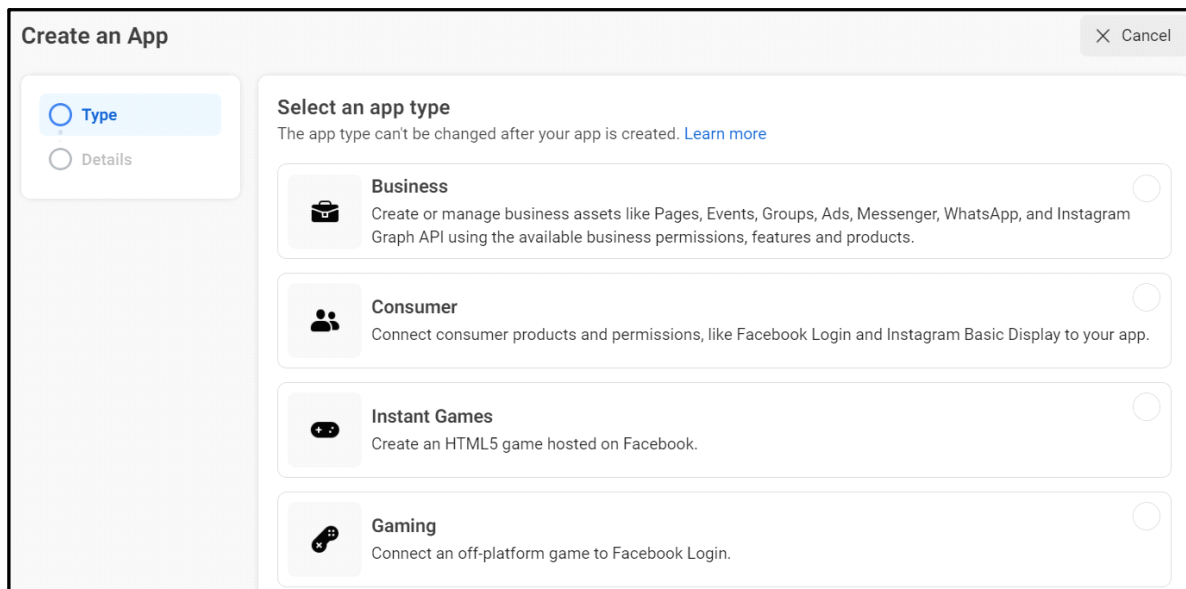 Create an App
Cancel
Type
Details
Select an app type
The app type can't be changed after your app is created. Learn more
Business
Create or manage business assets like Pages, Events, Groups, Ads, Messenger, WhatsApp, and Instagram
Graph API using the available business permissions, features and products.
Consumer
Connect consumer products and permissions, like Facebook Login and Instagram Basic Display to your app.
Instant Games
Create an HTML5 game hosted on Facebook.
Gaming
Connect an off-platform game to Facebook Login.